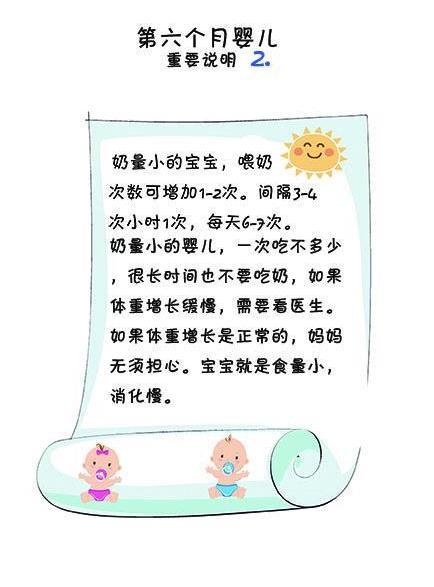 第六个月婴儿
重要说明 2.
奶量小的宝宝，喂奶
次数可增加1-2次。间隔3-4
次小时1次，每天6-7次。
奶量小的婴儿，一次吃不多少
，很长时间也不要吃奶，如果
体重增长缓慢，需要看医生。
如果体重增长是正常的，妈妈
无须担心。宝宝就是食量小，
消化慢。